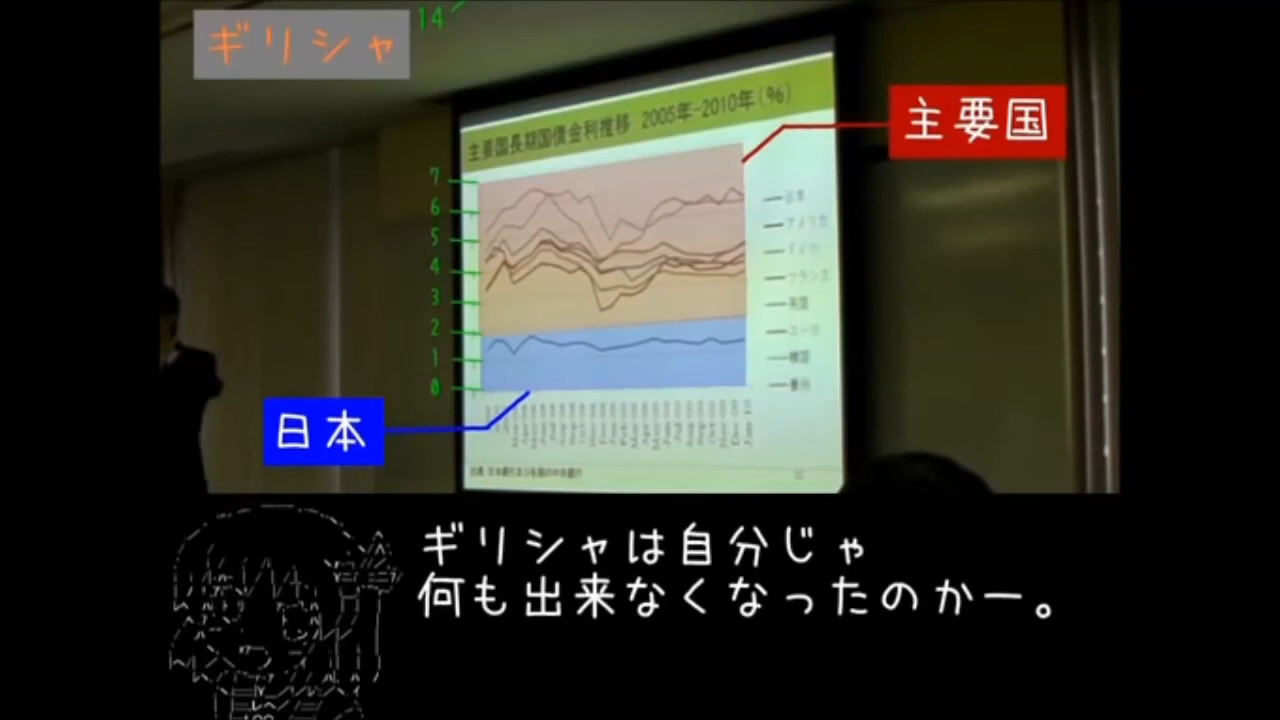 ギリシャ
14
主要国
主要国長期国債金利推移 2005年-2010年(%)
7
6
5
4
3
2
1
0
日本
アメリカ
ドイツ
フランス
英国
ユーロ
韓国
豪州
日本
ギリシャは自分じゃ
何も出来なくなったのかー。